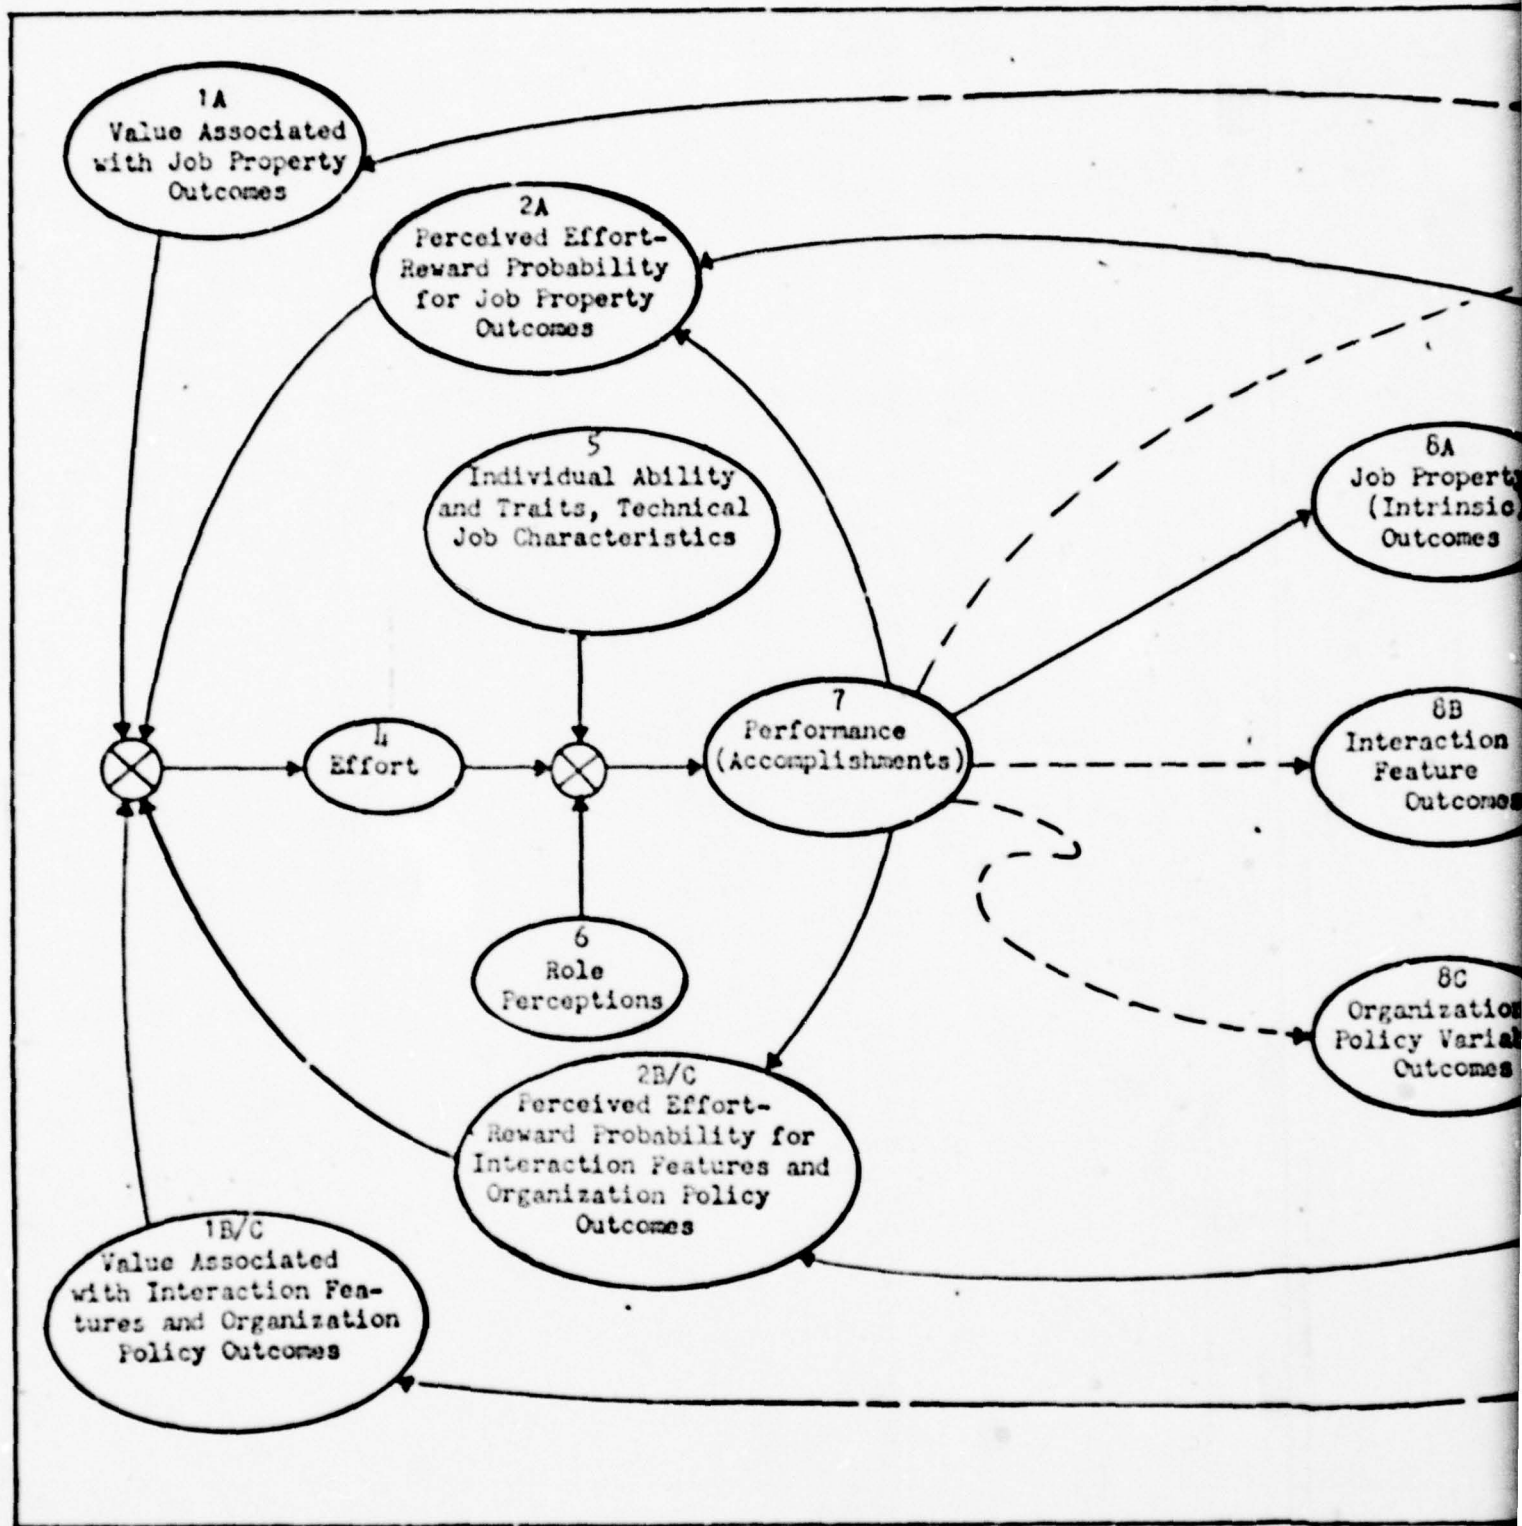 1A
Value Associated
with Job Property
Outcomes
2A
Perceived Effort-
Reward Probability
for Job Property
Outcomes
5
Individual Ability
and Traits, Technical
Job Characteristics
8A
Job Property
(Intrinsic)
Outcomes
4
Effort
7
Performance
(Accomplishments)
8B
Interaction
Feature
Outcomes
6
Role
Perceptions
8C
Policy
Outcomes
2B/C
Perceived Effort-
Reward Probability for
Interaction Features and
Organization Policy
Outcomes
1B/C
Value Associated
with Interaction Fea-
tures and Organization
Policy Outcomes